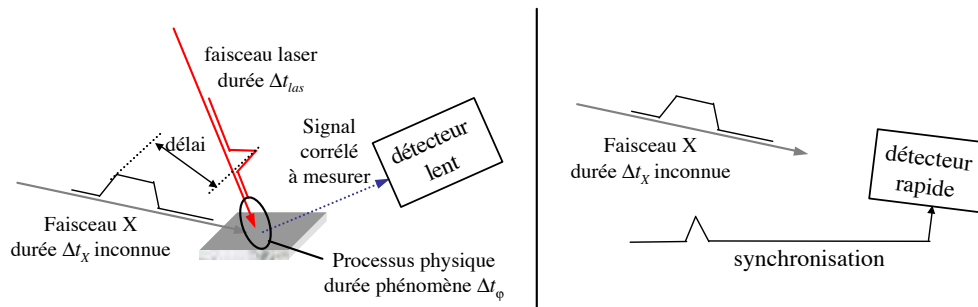 faisceau laser
durée Δt_las
délai
Signal
corrélé
à mesurer
détecteur
lent
Faisceau X
durée Δt_X inconnue
Processus physique
durée phénomène Δt_φ
Faisceau X
durée Δt_X inconnue
détecteur
rapide
synchronisation